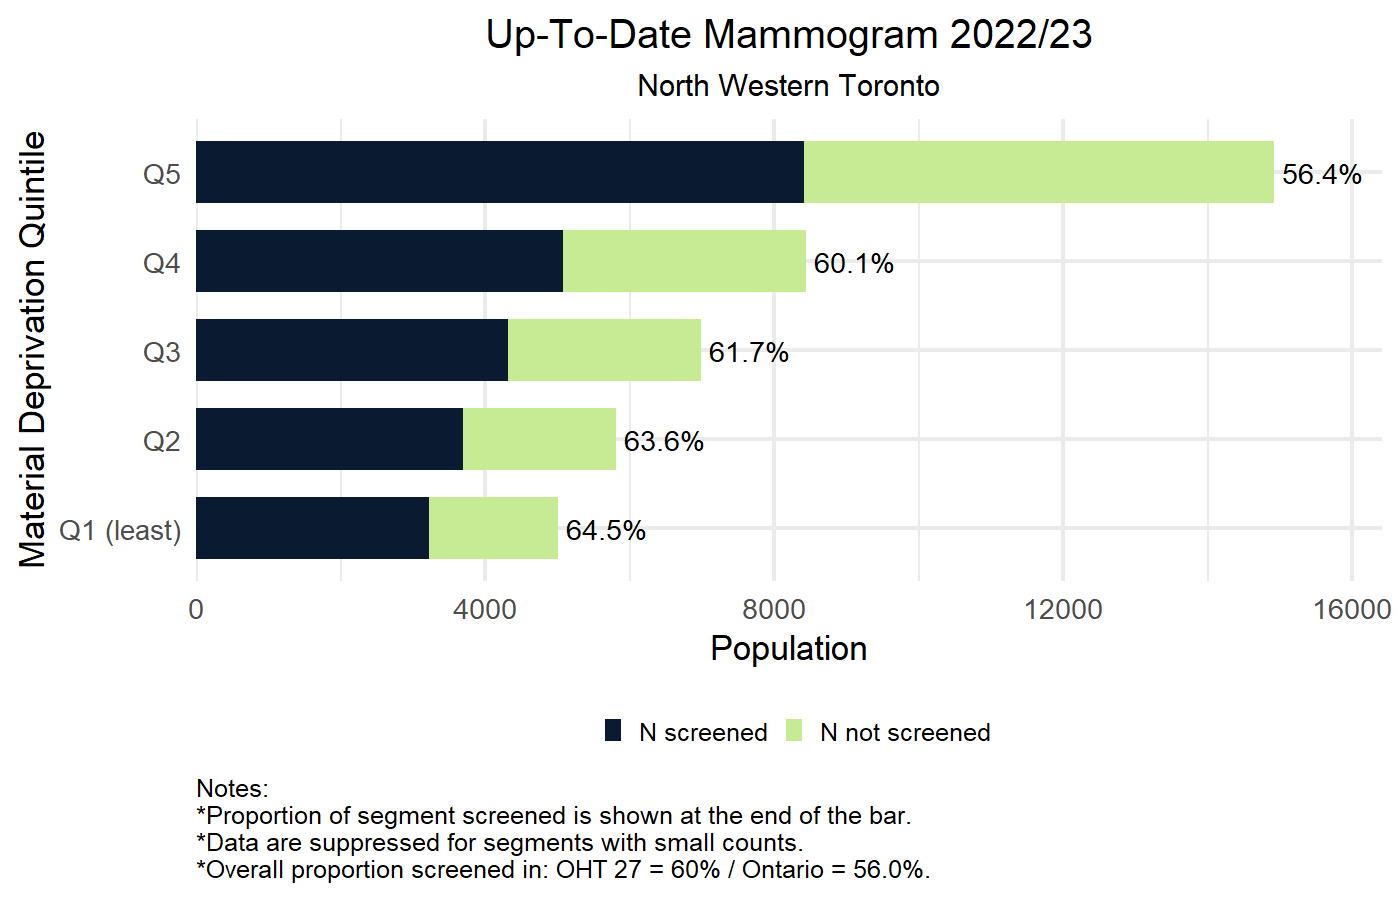 Up-To-Date Mammogram 2022/23
North Western Toronto
Material Deprivation Quintile
Q5
56.4%
Q4
60.1%
Q3
61.7%
Q2
63.6%
Q1 (least)
64.5%
0 4000 8000 12000 16000
Population
N screened N not screened
Notes:
*Proportion of segment screened is shown at the end of the bar.
*Data are suppressed for segments with small counts.
*Overall proportion screened in: OHT 27 = 60% / Ontario = 56.0%.